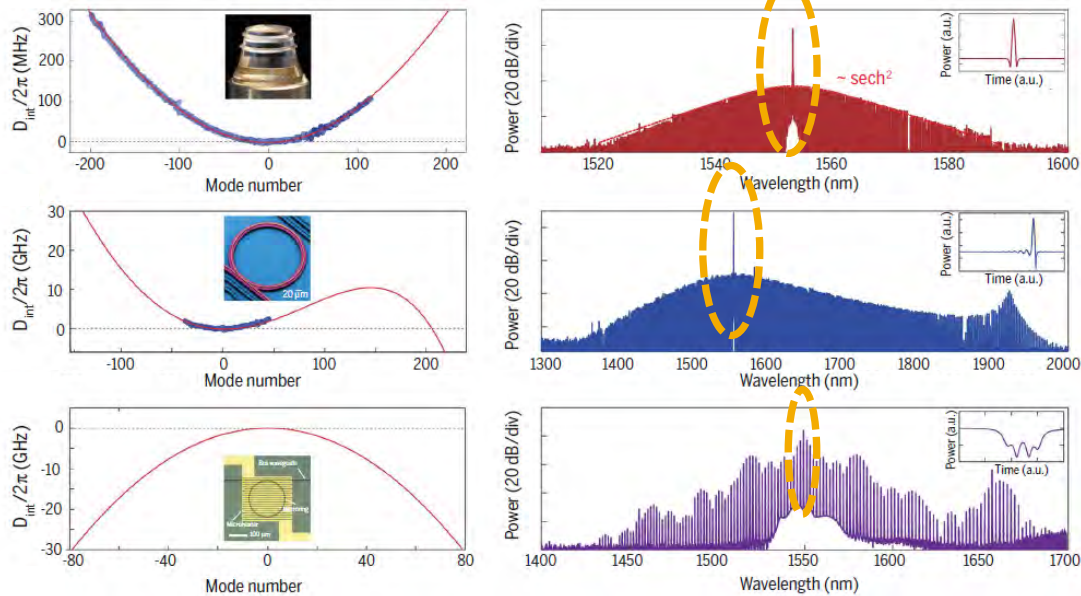 D_int/2π (MHz)
300
200
100
0
-200
-100
0
100
200
Mode number
Power (20 dB/div)
~ sech²
Power (a.u.)
Time (a.u.)
1520
1540
1560
1580
1600
Wavelength (nm)
D_int/2π (GHz)
30
20
10
0
20 µm
-100
0
100
200
Mode number
Power (20 dB/div)
Power (a.u.)
Time (a.u.)
1300
1400
1500
1600
1700
1800
1900
2000
Wavelength (nm)
D_int/2π (GHz)
0
-10
-20
-30
Bus waveguide
Microheater
Microring
100 µm
-80
-40
0
40
80
Mode number
Power (20 dB/div)
Power (a.u.)
Time (a.u.)
1400
1450
1500
1550
1600
1650
1700
Wavelength (nm)